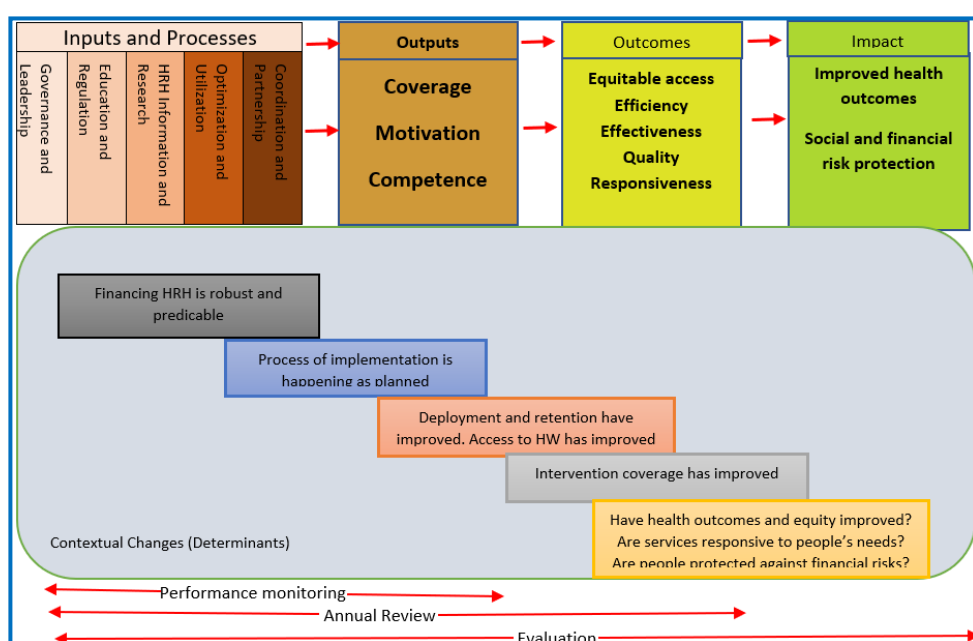 Inputs and Processes
Governance and
Leadership
Education and
Regulation
HRH Information and
Research
Optimization and
Utilization
Coordination and
Partnership
Outputs
Coverage
Motivation
Competence
Outcomes
Equitable access
Efficiency
Effectiveness
Quality
Responsiveness
Impact
Improved health
outcomes
Social and financial
risk protection
Financing HRH is robust and
predicable
Process of implementation is
happening as planned
Deployment and retention have
improved. Access to HW has improved
Intervention coverage has improved
Have health outcomes and equity improved?
Are services responsive to people's needs?
Are people protected against financial risks?
Contextual Changes (Determinants)
Performance monitoring
Annual Review
Evaluation